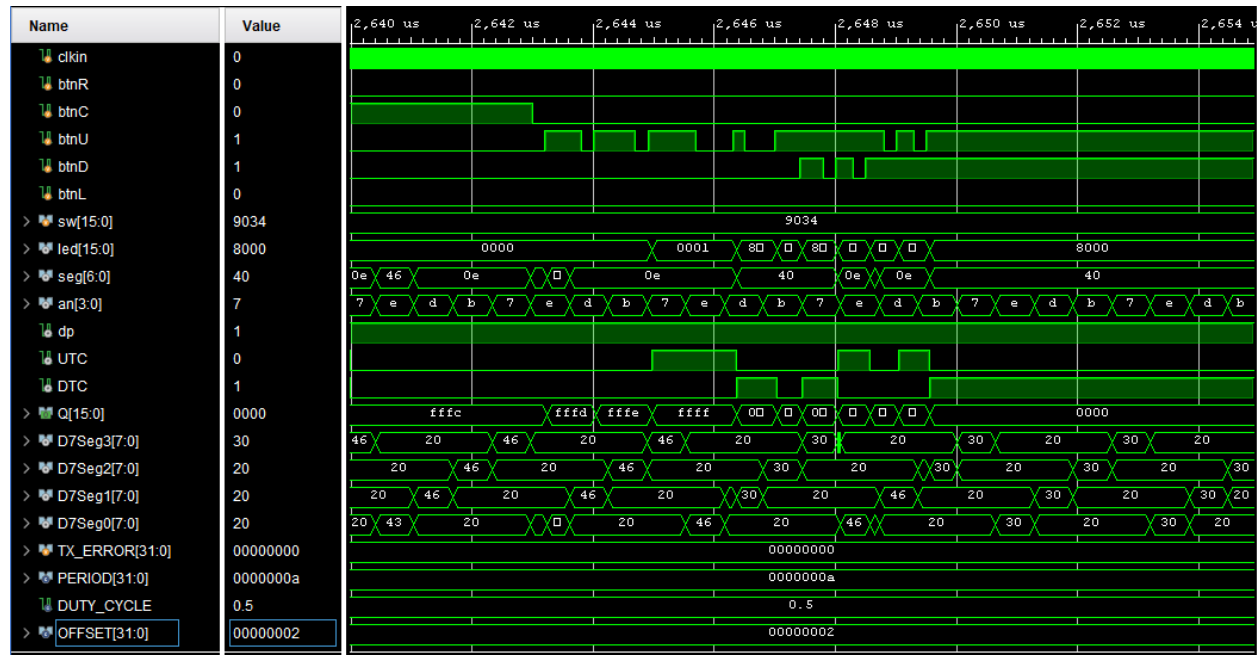 Name Value 2,640 us 2,642 us 2,644 us 2,646 us 2,648 us 2,650 us 2,652 us 2,654 u
clkin 0
btnR 0
btnC 0
btnU 1
btnD 1
btnL 0
sw[15:0] 9034 9034
led[15:0] 8000 0000 0001 8 8 8000
seg[6:0] 40 0e 46 0e 0e 40 0e 0e 40
an[3:0] 7 7 e d b 7 e d b 7 e d b 7 e d b 7 e d b 7 e d b
dp 1
UTC 0
DTC 1
Q[15:0] 0000 fffc fffd fffe ffff 0 0 0000
D7Seg3[7:0] 30 46 20 46 20 46 20 30 20 30 20 30 20
D7Seg2[7:0] 20 20 46 20 46 20 30 20 30 20 30 20 30
D7Seg1[7:0] 20 20 46 20 46 20 30 20 46 20 30 20 30 20
D7Seg0[7:0] 20 20 43 20 20 46 20 46 20 30 20 30 20
TX_ERROR[31:0] 00000000 00000000
PERIOD[31:0] 0000000a 0000000a
DUTY_CYCLE 0.5 0.5
OFFSET[31:0] 00000002 00000002